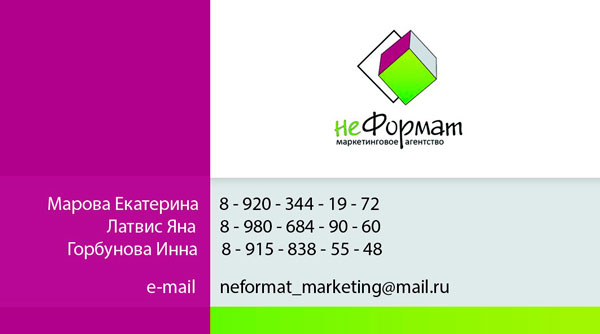 неФормат
маркетинговое агентство
Марова Екатерина 8 - 920 - 344 - 19 - 72
Латвис Яна 8 - 980 - 684 - 90 - 60
Горбунова Инна 8 - 915 - 838 - 55 - 48
e-mail neformat_marketing@mail.ru